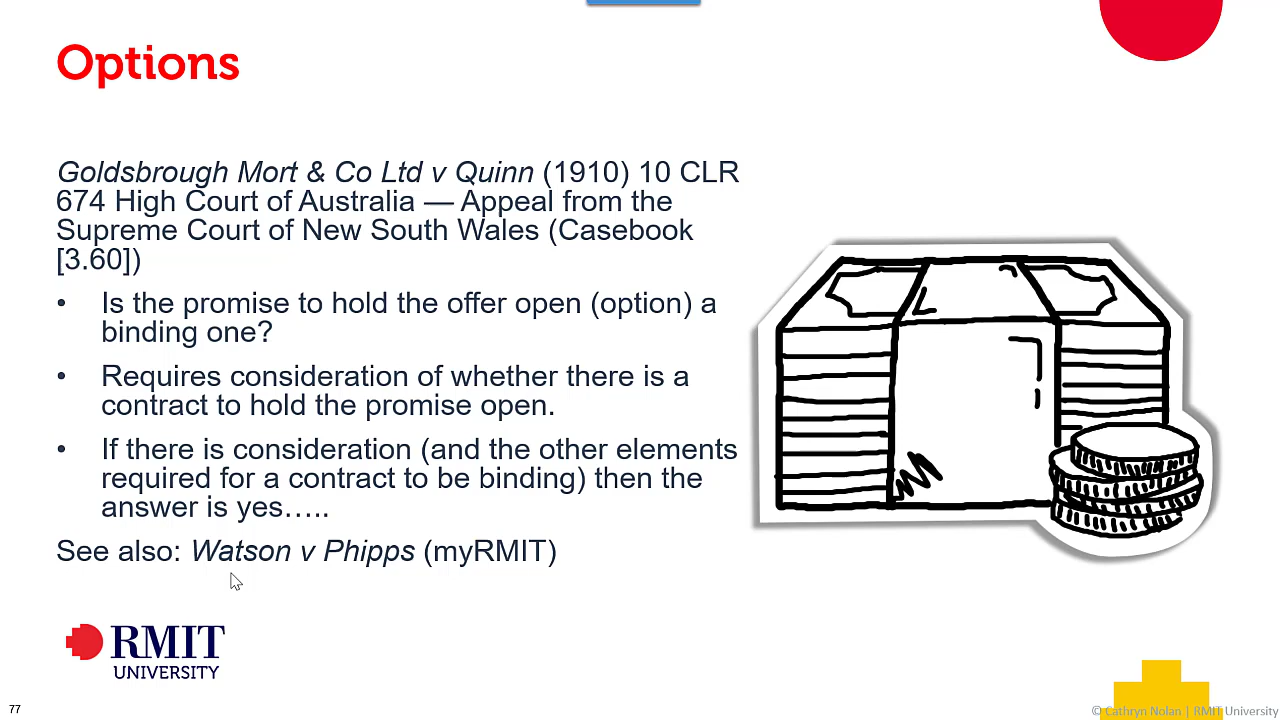 Options
Goldsbrough Mort & Co Ltd v Quinn (1910) 10 CLR
674 High Court of Australia — Appeal from the
Supreme Court of New South Wales (Casebook
[3.60])
• Is the promise to hold the offer open (option) a
binding one?
• Requires consideration of whether there is a
contract to hold the promise open.
• If there is consideration (and the other elements
required for a contract to be binding) then the
answer is yes…..
See also: Watson v Phipps (myRMIT)
RMIT
UNIVERSITY
77
© Cathryn Nolan | RMIT University